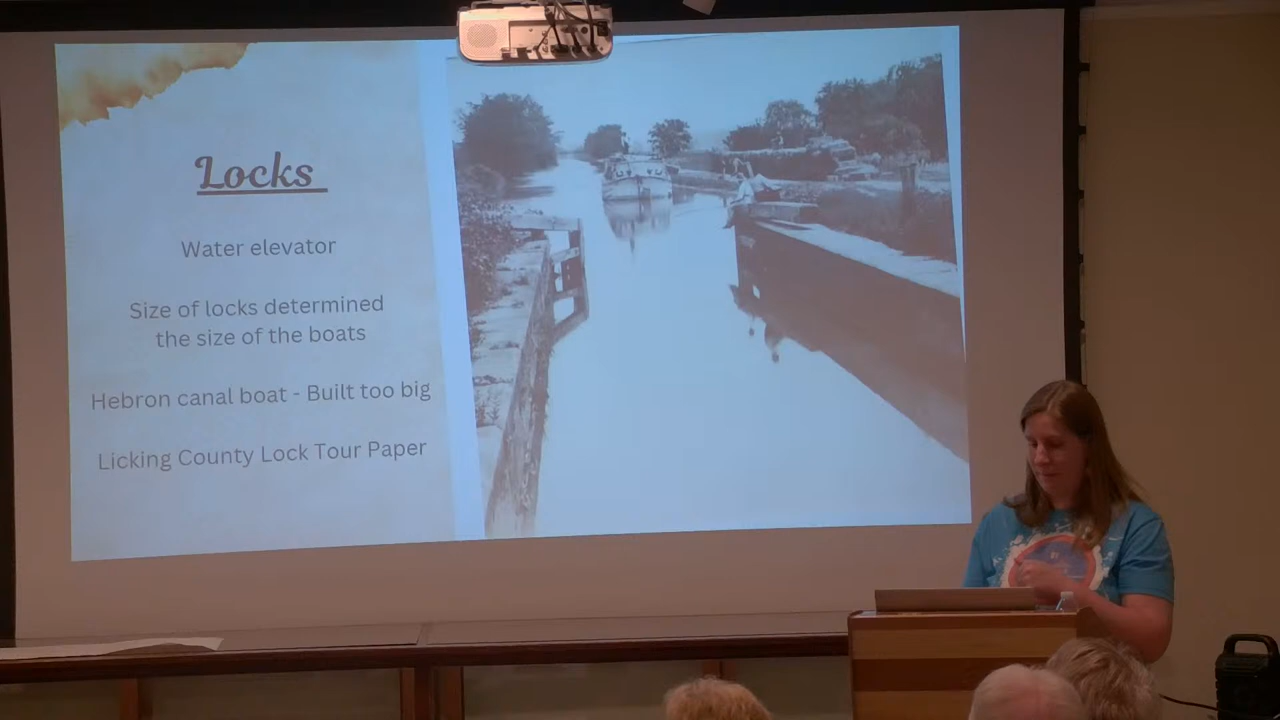 Locks
Water elevator
Size of locks determined
the size of the boats
Hebron canal boat - Built too big
Licking County Lock Tour Paper